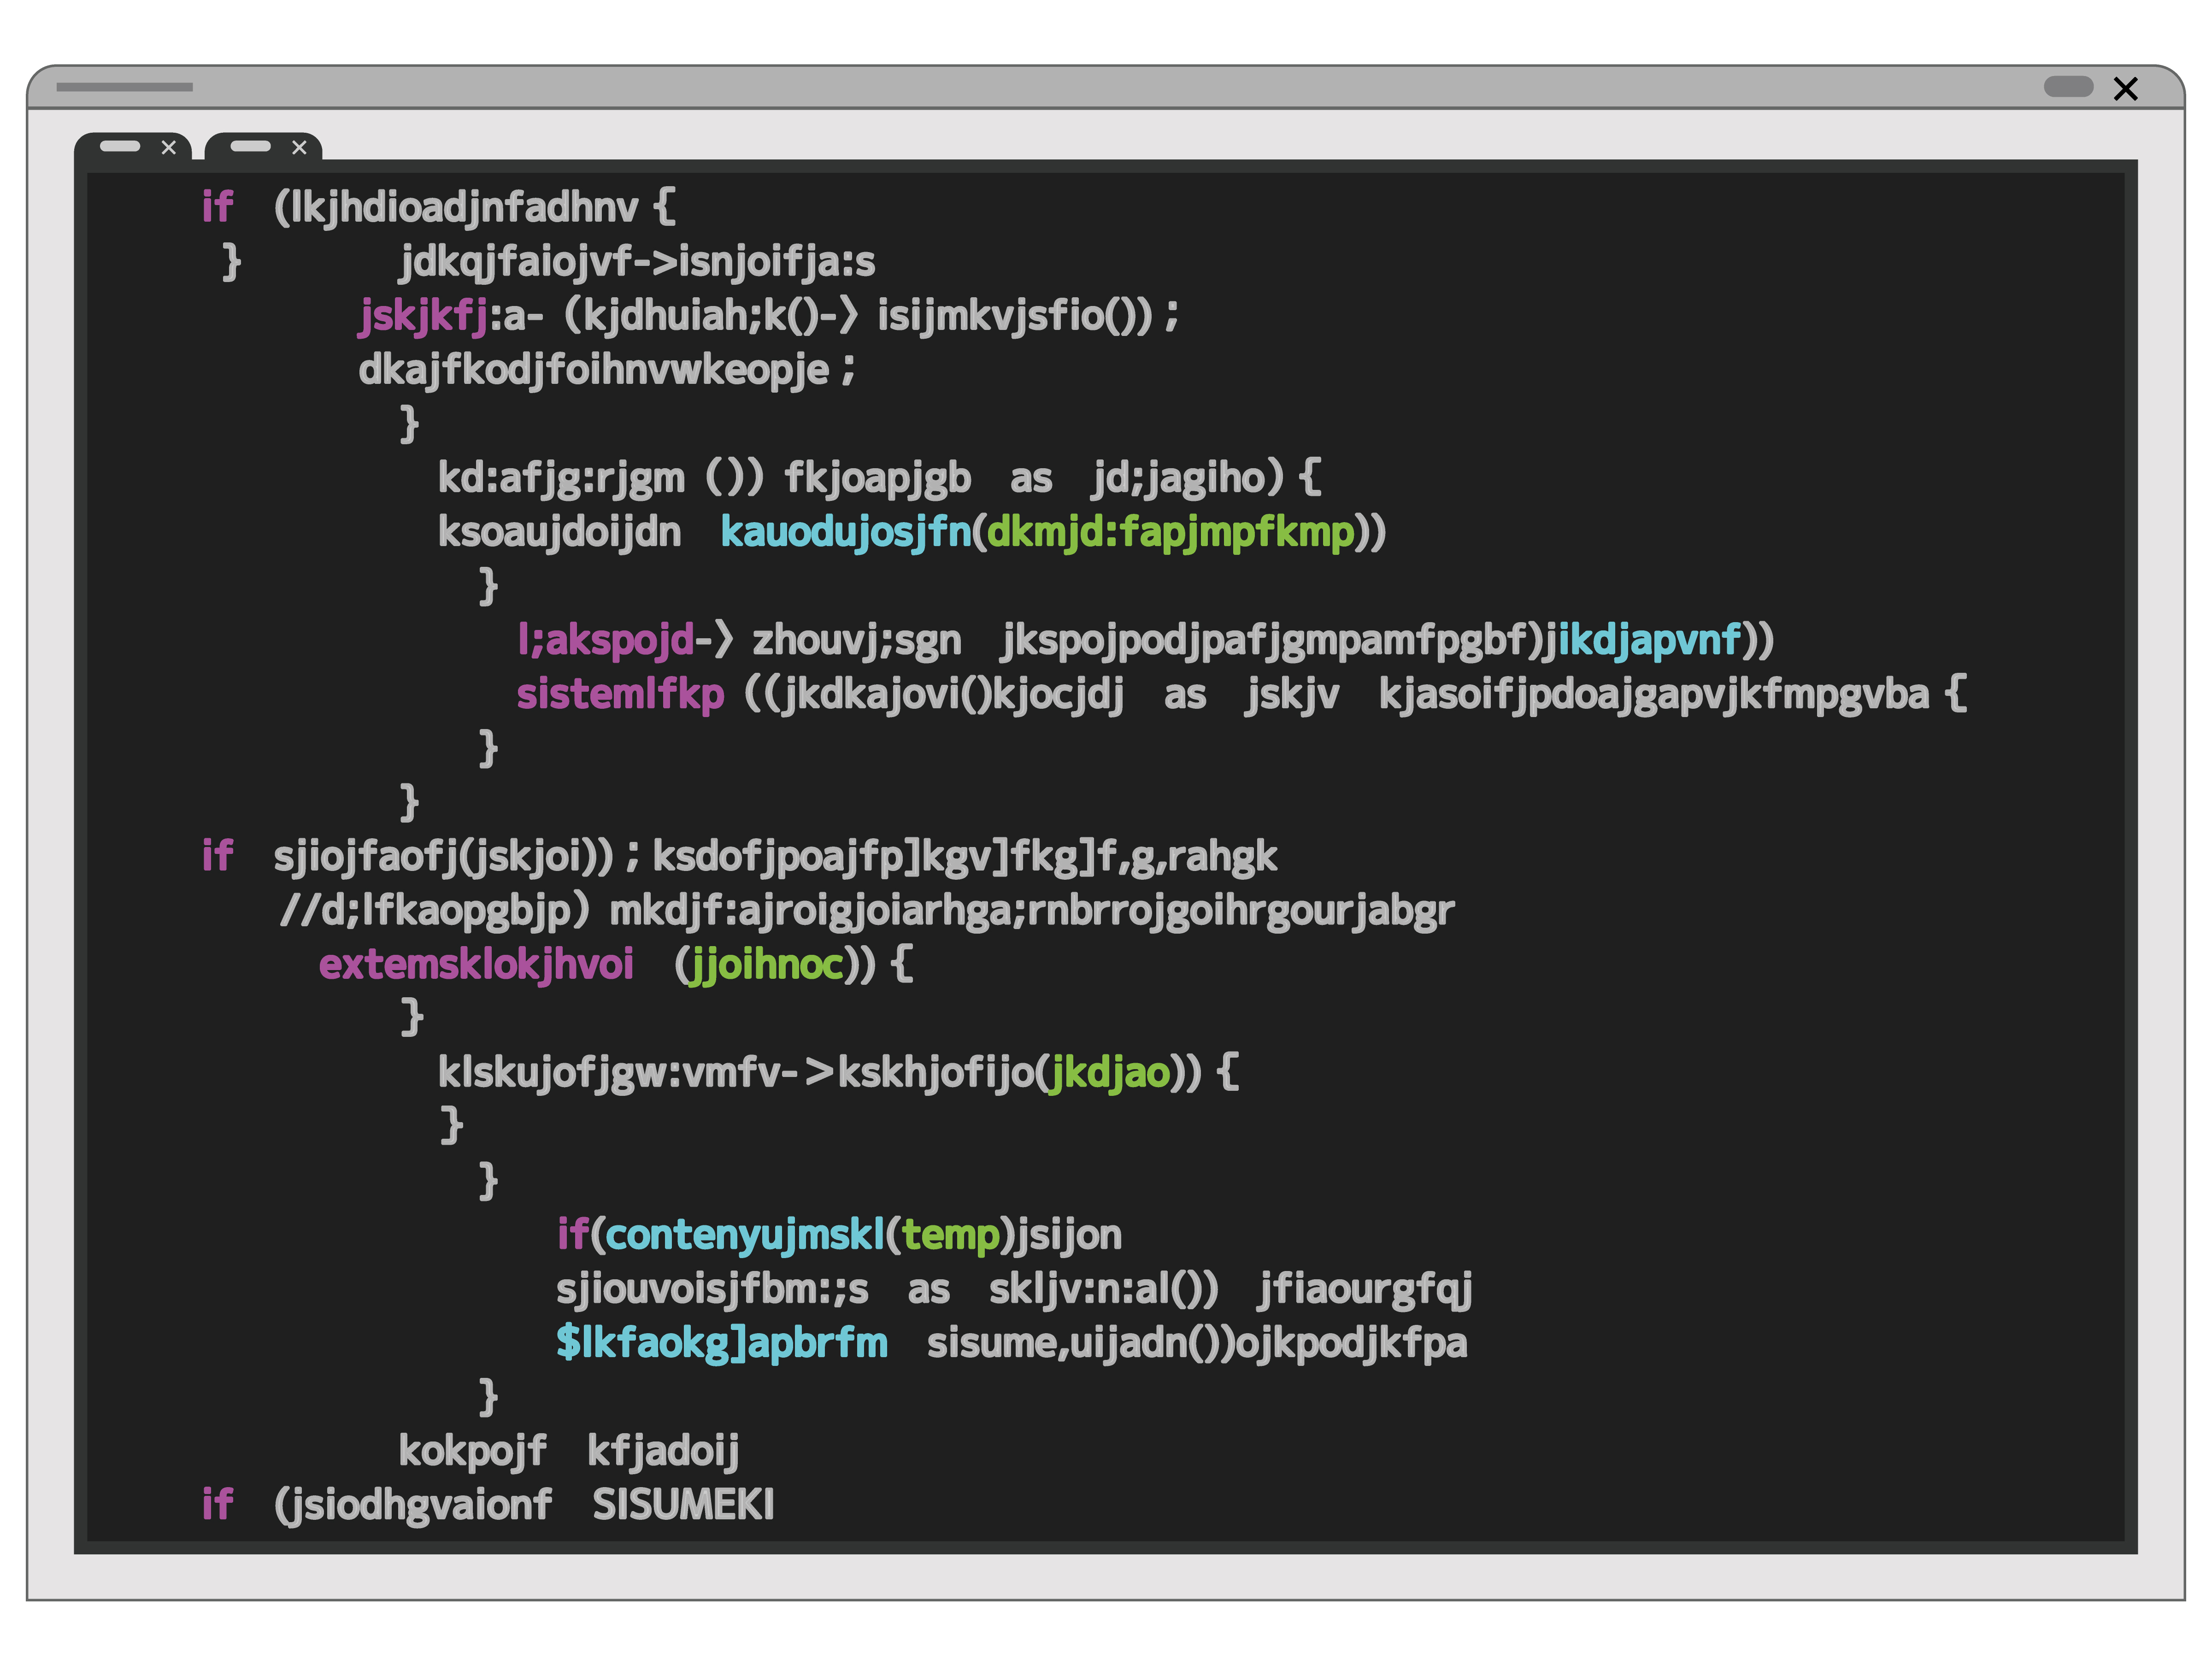 if (lkjhdioadjnfadhnv {
} jdkqjfaiojvf->isnjoifja:s
jskjkfj:a- (kjdhuiah;k()-> isijmkvjsfio()) ;
dkajfkodjfoihnvwkeopje ;
}
kd:afjg:rjgm ()) fkjoapjgb as jd;jagiho) {
ksoaujdoijdn kauodujosjfn(dkmjd:fapjmpfkmp))
}
l;akspojd-> zhouvj;sgn jkspojpodjpafjgmpamfpgbf)jikdjapvnf))
sistemlfkp ((jkdkajovi()kjocjdj as jskjv kjasoifjpdoajgapvjkfmpgvba {
}
}
if sjiojfaofj(jskjoi)) ; ksdofjpoajfp]kgv]fkg]f,g,rahgk
//d;lfkaopgbjp) mkdjf:ajroigjoiarhga;rnbrrojgoihrgourjabgr
extemsklokjhvoi (jjoihnoc)) {
}
klskujofjgw:vmfv->kskhjofijo(jkdjao)) {
}
}
if(contenyujmskl(temp)jsijon
sjiouvoisjfbm:;s as skljv:n:al()) jfiaourgfqj
$lkfaokg]apbrfm sisume,uijadn())ojkpodjkfpa
}
kokpojf kfjadoij
if (jsiodhgvaionf SISUMEKI